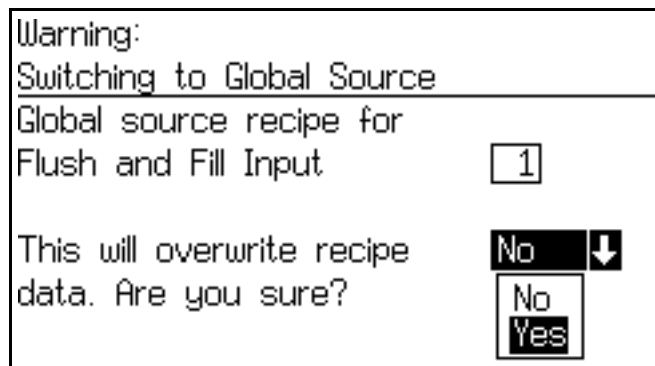 Warning:
Switching to Global Source
Global source recipe for
Flush and Fill Input 1
This will overwrite recipe No
data. Are you sure? No
Yes